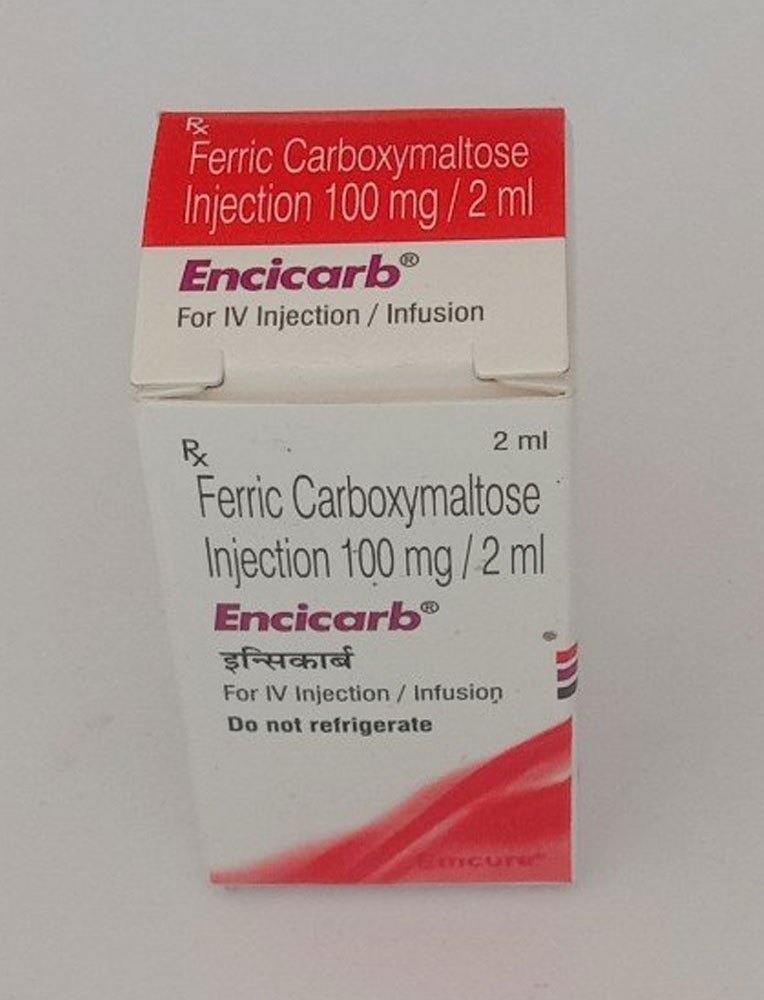 Rx
Ferric Carboxymaltose
Injection 100 mg / 2 ml
Encicarb®
For IV Injection / Infusion
Rx
2 ml
Ferric Carboxymaltose
Injection 100 mg / 2 ml
Encicarb®
इन्सिकार्ब
For IV Injection / Infusion
Do not refrigerate
Emcure®